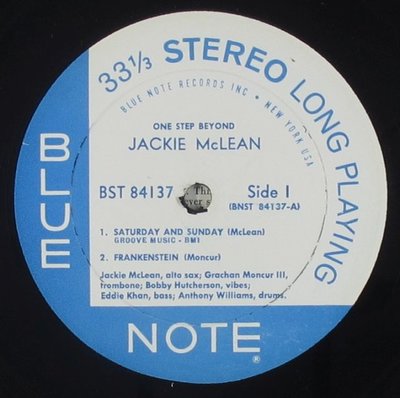 33⅓ STEREO LONG PLAYING
BLUE NOTE RECORDS INC • NEW YORK USA
ONE STEP BEYOND
JACKIE McLEAN
BST 84137
Side I
(BNST 84137-A)
1. SATURDAY AND SUNDAY (McLean)
GROOVE MUSIC - BMI
2. FRANKENSTEIN (Moncur)
Jackie McLean, alto sax; Grachan Moncur III,
trombone; Bobby Hutcherson, vibes;
Eddie Khan, bass; Anthony Williams, drums.
BLUE
NOTE®